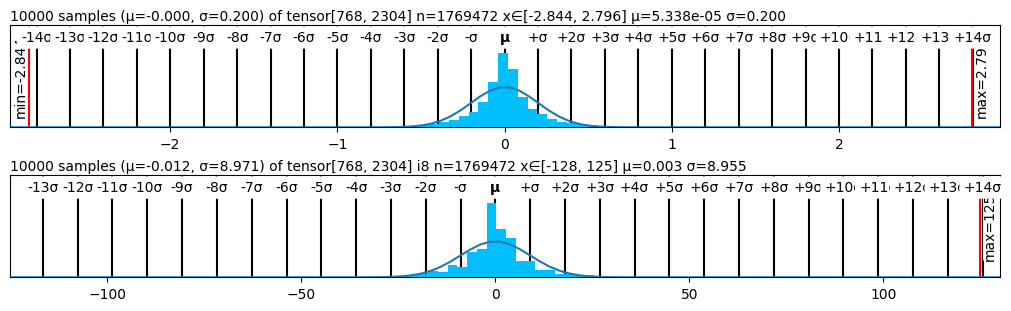 10000 samples (μ=-0.000, σ=0.200) of tensor[768, 2304] n=1769472 x∈[-2.844, 2.796] μ=5.338e-05 σ=0.200
-14σ -13σ -12σ -11σ -10σ -9σ -8σ -7σ -6σ -5σ -4σ -3σ -2σ -σ μ +σ +2σ +3σ +4σ +5σ +6σ +7σ +8σ +9σ +10 +11 +12 +13 +14σ
min=-2.84
max=2.79
−2 −1 0 1 2
10000 samples (μ=-0.012, σ=8.971) of tensor[768, 2304] i8 n=1769472 x∈[-128, 125] μ=0.003 σ=8.955
-13σ -12σ -11σ -10σ -9σ -8σ -7σ -6σ -5σ -4σ -3σ -2σ -σ μ +σ +2σ +3σ +4σ +5σ +6σ +7σ +8σ +9σ +10 +11 +12 +13 +14σ
max=125
−100 −50 0 50 100